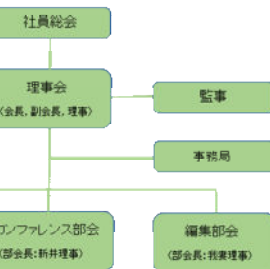 社員総会
理事会
(会長, 副会長, 理事)
監事
事務局
カンファレンス部会
(部会長:新井理事)
編集部会
(部会長:我妻理事)